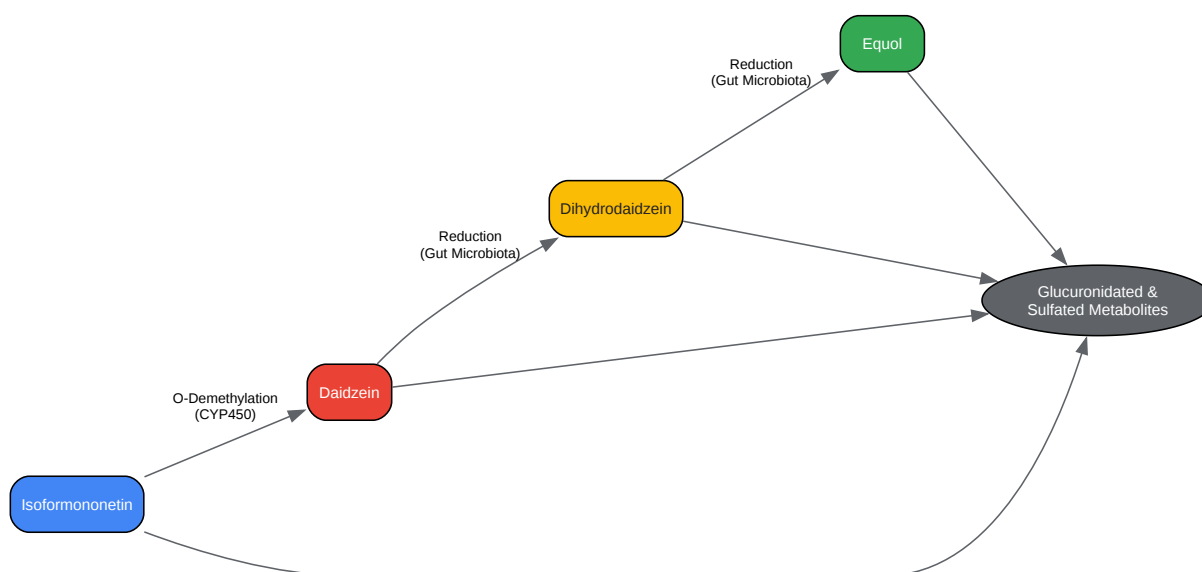 Equol
Reduction
(Gut Microbiota)
Dihydrodaidzein
Reduction
(Gut Microbiota)
Glucuronidated &
Sulfated Metabolites
Daidzein
O-Demethylation
(CYP450)
Isoformononetin